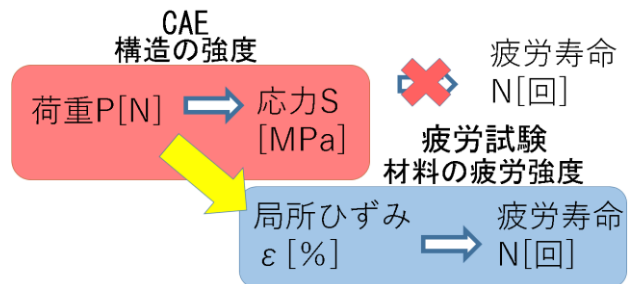 CAE
構造の強度
荷重P[N]
応力S
[MPa]
疲労寿命
N[回]
疲労試験
材料の疲労強度
局所ひずみ
ε[%]
疲労寿命
N[回]